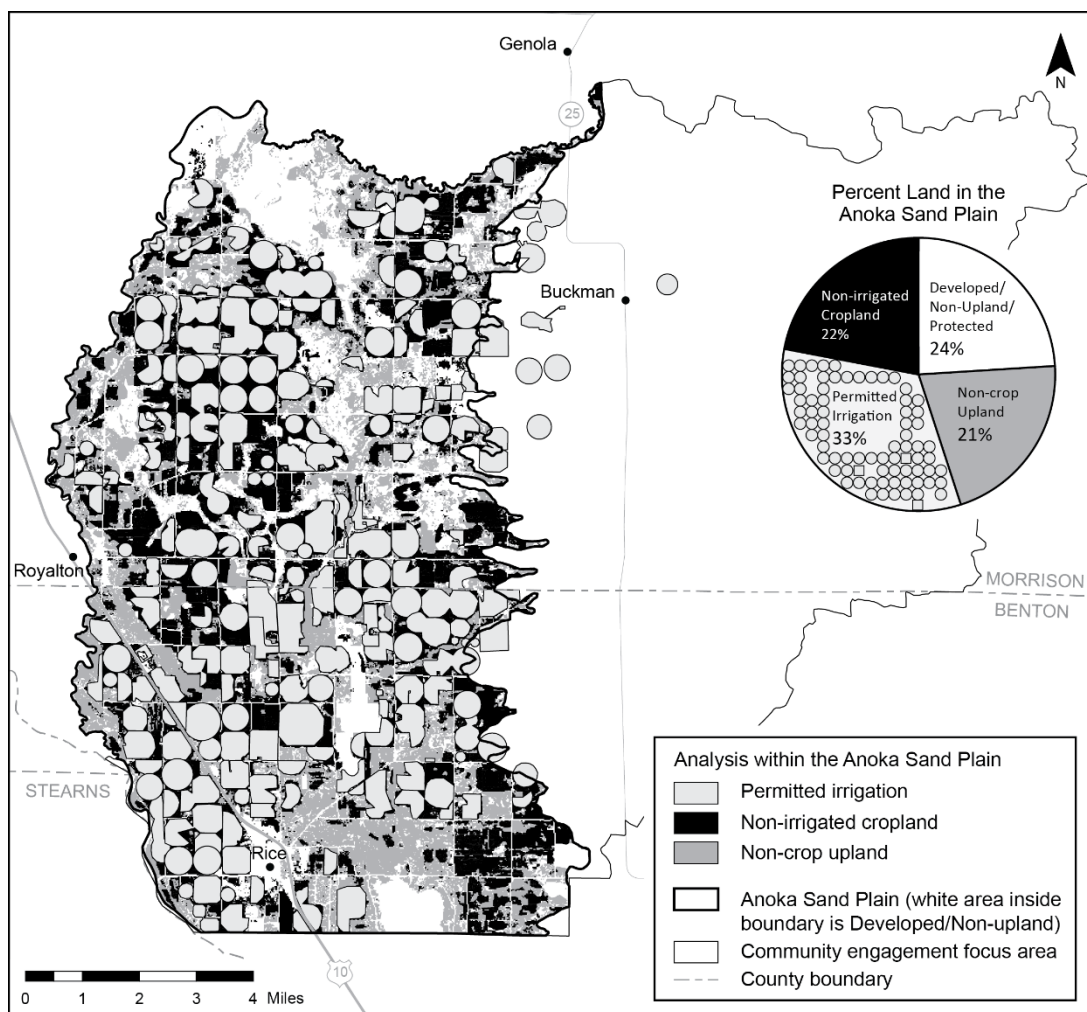 Genola
N
25
Percent Land in the
Anoka Sand Plain
Non-irrigated
Cropland
22%
Developed/
Non-Upland/
Protected
24%
Permitted
Irrigation
33%
Non-crop
Upland
21%
Buckman
Royalton
MORRISON
BENTON
STEARNS
Rice
10
0 1 2 3 4 Miles
Analysis within the Anoka Sand Plain
Permitted irrigation
Non-irrigated cropland
Non-crop upland
Anoka Sand Plain (white area inside
boundary is Developed/Non-upland)
Community engagement focus area
County boundary